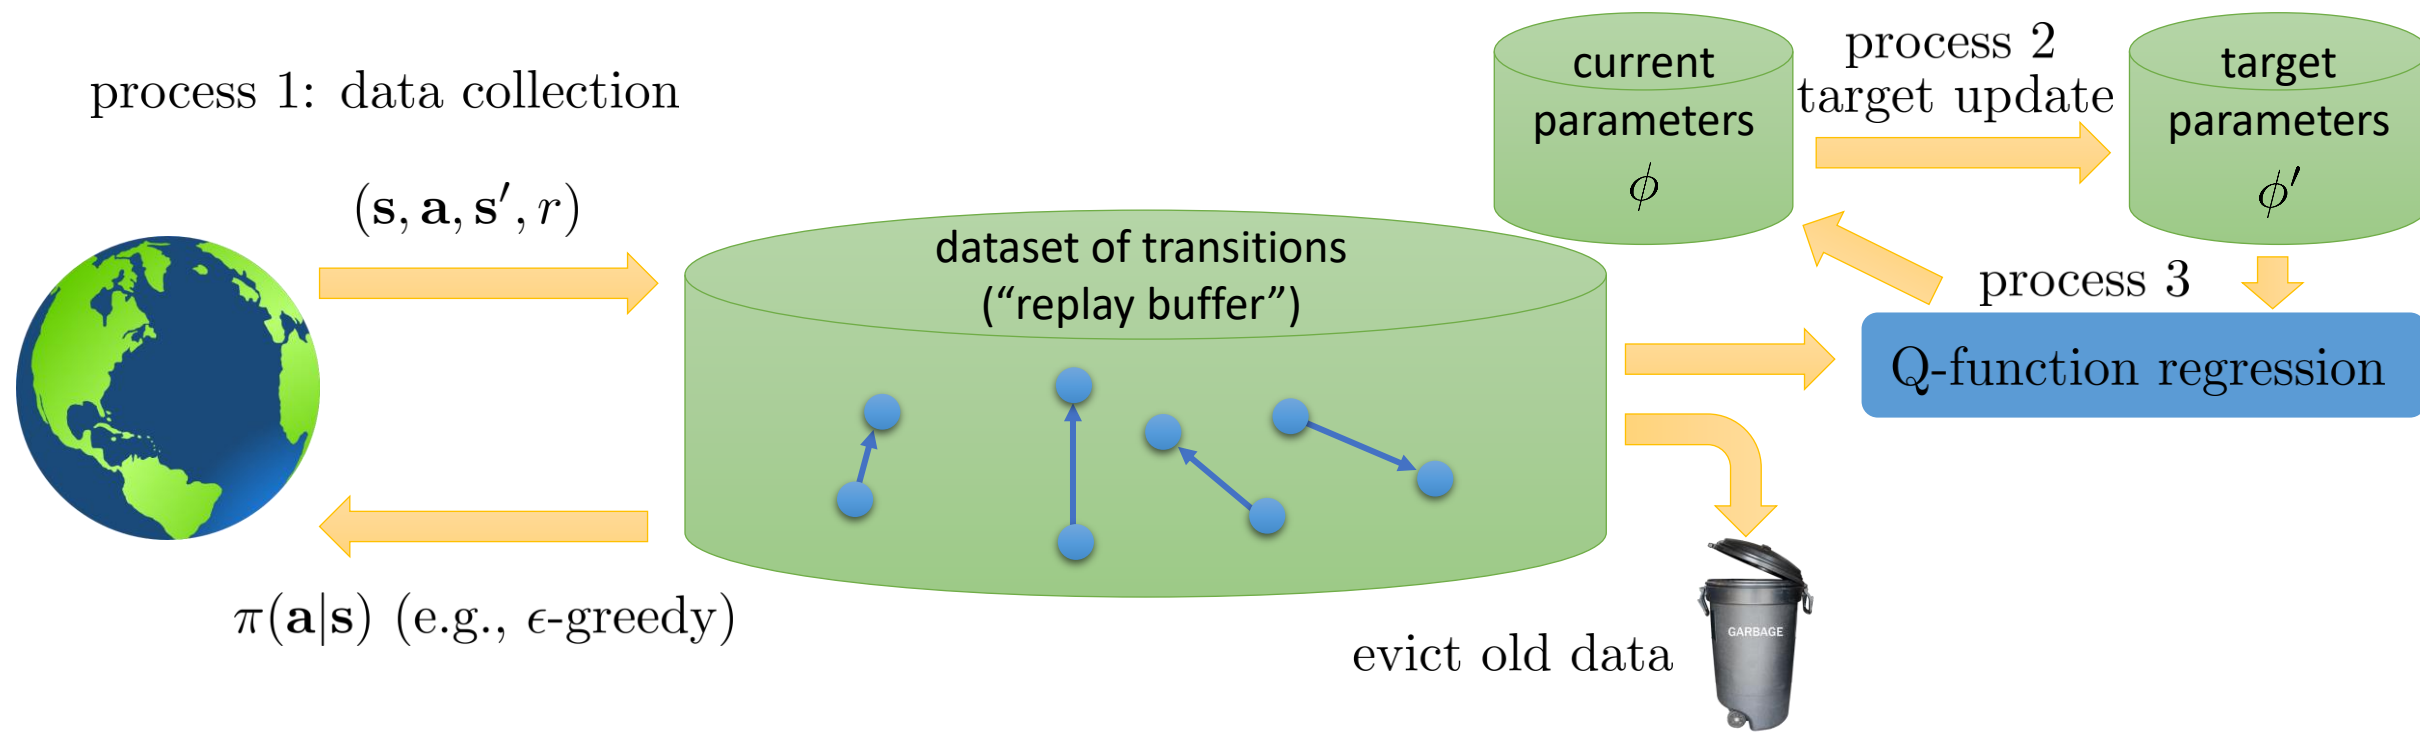 process 1: data collection
(s, a, s′, r)
π(a|s) (e.g., ϵ-greedy)
dataset of transitions
(“replay buffer”)
current
parameters
ϕ
process 2
target update
target
parameters
ϕ′
process 3
Q-function regression
evict old data
GARBAGE